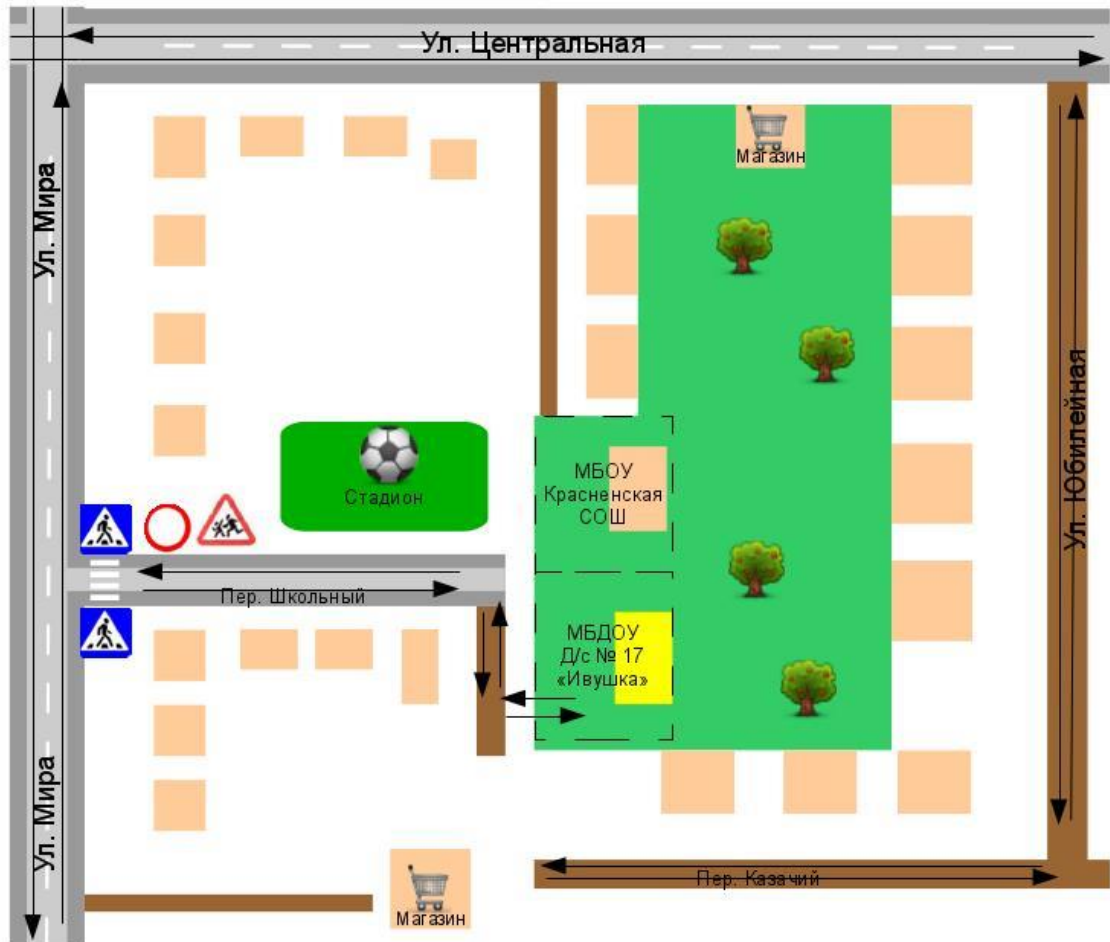 Ул. Центральная
Магазин
Ул. Мира
Ул. Юбилейная
Стадион
МБОУ
Красненская
СОШ
Пер. Школьный
МБДОУ
Д/с № 17
«Ивушка»
Ул. Мира
Пер. Казачий
Магазин